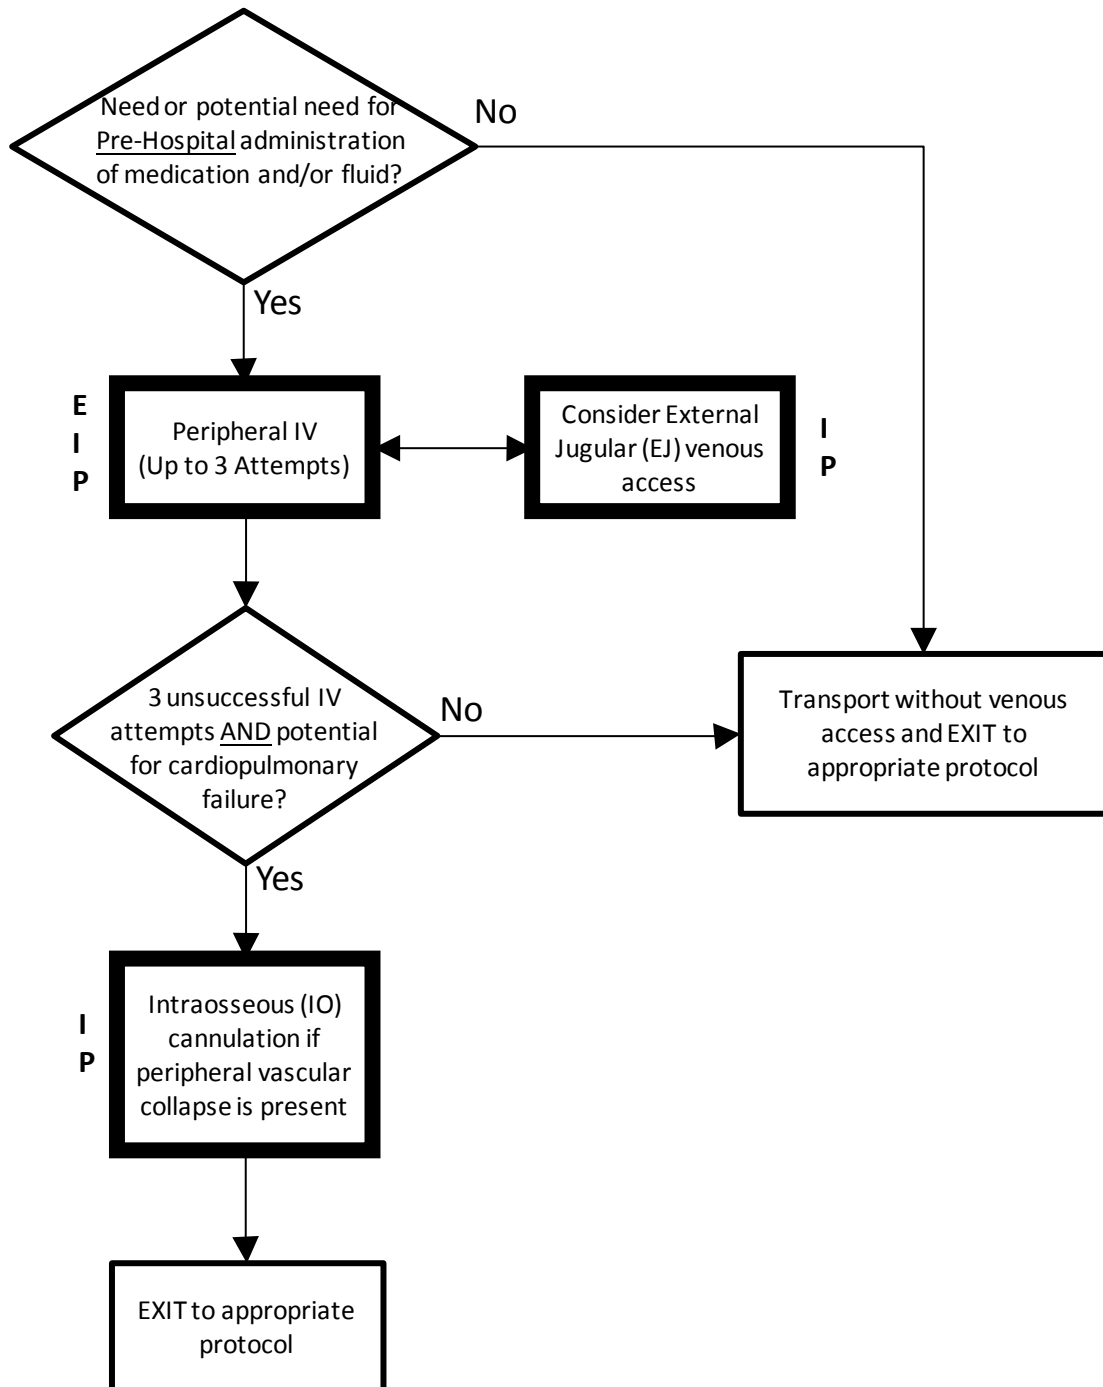 Need or potential need for
Pre-Hospital administration
of medication and/or fluid?
No
Yes
E
I
P
Peripheral IV
(Up to 3 Attempts)
Consider External
Jugular (EJ) venous
access
I
P
3 unsuccessful IV
attempts AND potential
for cardiopulmonary
failure?
No
Transport without venous
access and EXIT to
appropriate protocol
Yes
I
P
Intraosseous (IO)
cannulation if
peripheral vascular
collapse is present
EXIT to appropriate
protocol